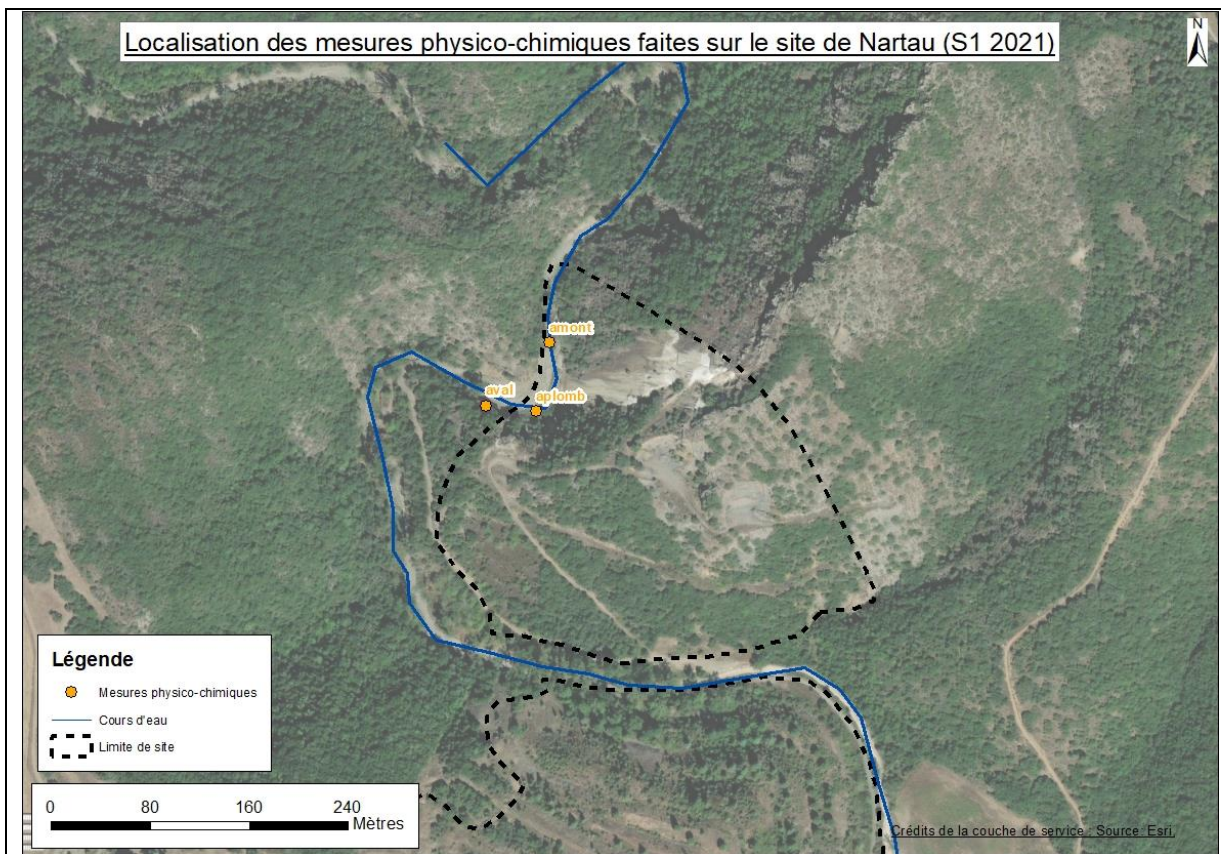 Localisation des mesures physico-chimiques faites sur le site de Nartau (S1 2021)
N
amont
aval
aplomb
Légende
Mesures physico-chimiques
Cours d'eau
Limite de site
0 80 160 240
Mètres
Crédits de la couche de service : Source: Esri,